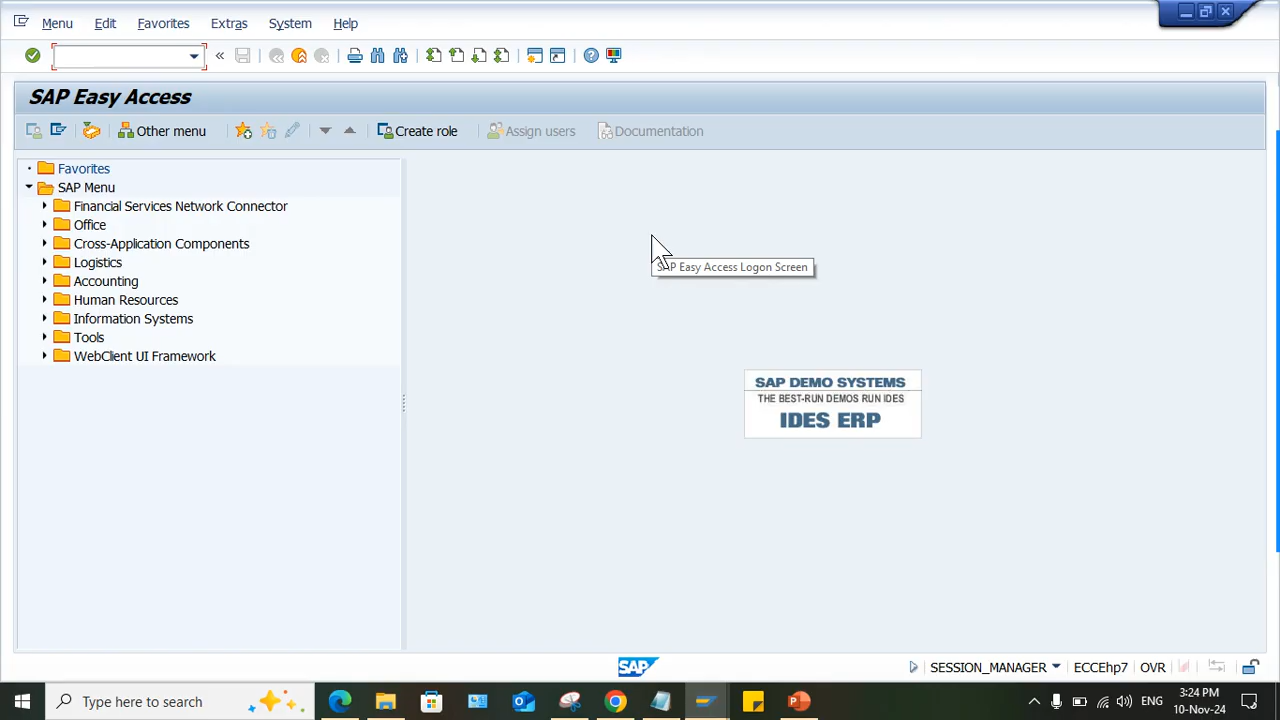 Menu Edit Favorites Extras System Help
SAP Easy Access
Other menu Create role Assign users Documentation
Favorites
SAP Menu
Financial Services Network Connector
Office
Cross-Application Components
Logistics
Accounting
Human Resources
Information Systems
Tools
WebClient UI Framework
SAP Easy Access Logon Screen
SAP DEMO SYSTEMS
THE BEST-RUN DEMOS RUN IDES
IDES ERP
SAP SESSION_MANAGER ECCEhp7 OVR
Type here to search
ENG
3:24 PM
10-Nov-24